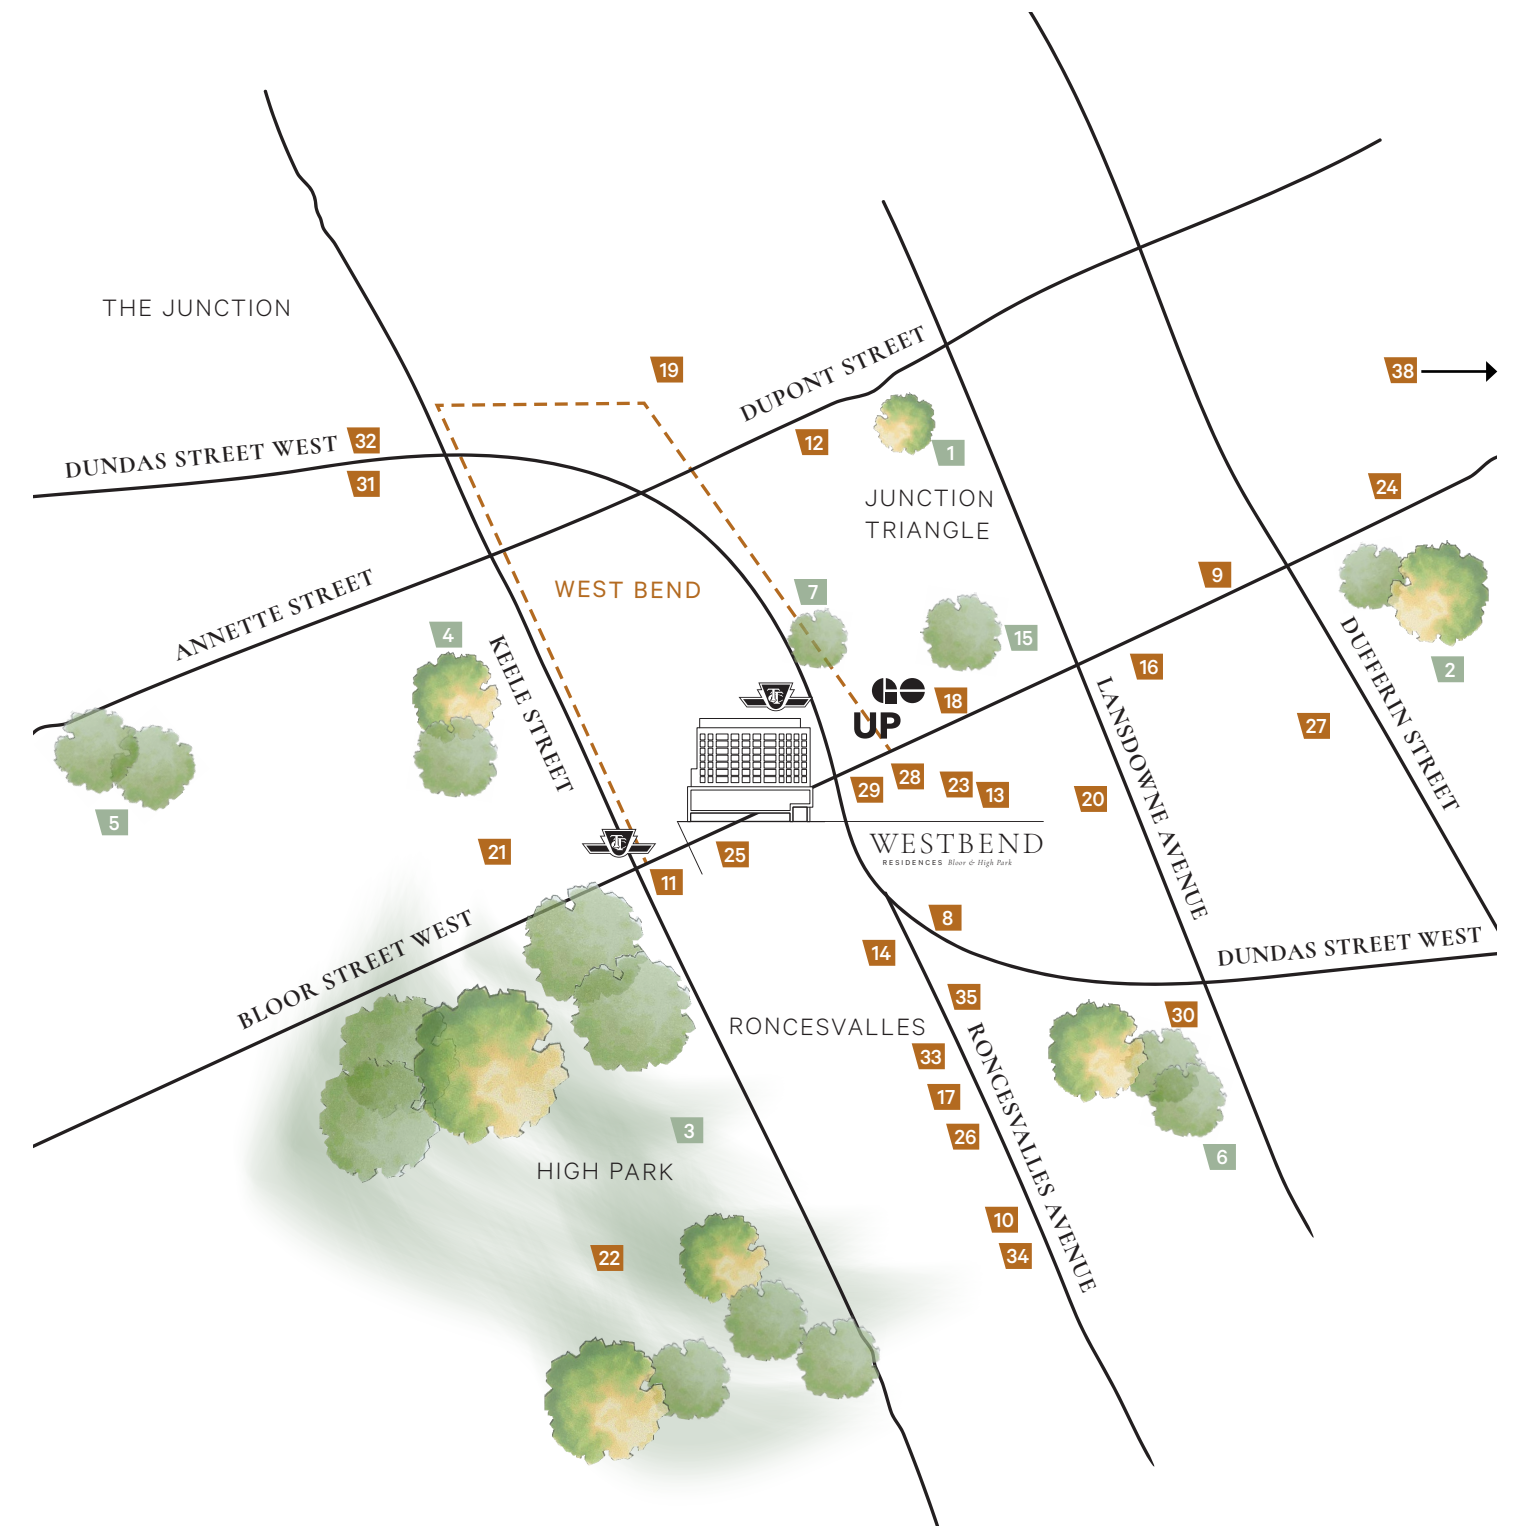 THE JUNCTION
19
DUPONT STREET
38
DUNDAS STREET WEST
32
12
1
31
24
JUNCTION
TRIANGLE
ANNETTE STREET
WEST BEND
7
9
4
KEELE STREET
15
DUFFERIN STREET
2
16
GO
UP
18
LANSDOWNE AVENUE
27
29
28
23
13
20
5
TTC
TTC
21
25
11
WESTBEND
RESIDENCES Bloor & High Park
BLOOR STREET WEST
8
14
DUNDAS STREET WEST
35
30
RONCESVALLES
RONCESVALLES AVENUE
33
17
3
26
6
HIGH PARK
10
34
22